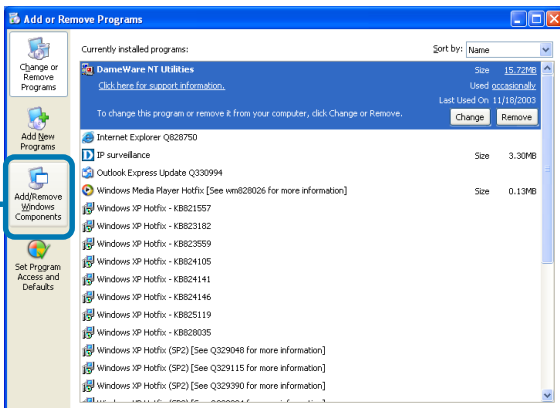 Add or Remove Programs
Change or
Remove
Programs
Add New
Programs
Add/Remove
Windows
Components
Set Program
Access and
Defaults
Currently installed programs:
Sort by: Name
DameWare NT Utilities
Size 15.72MB
Click here for support information.
Used occasionally
Last Used On 11/18/2003
To change this program or remove it from your computer, click Change or Remove.
Change Remove
Internet Explorer Q828750
IP surveillance Size 3.30MB
Outlook Express Update Q330994
Windows Media Player Hotfix [See wm828026 for more information] Size 0.13MB
Windows XP Hotfix - KB821557
Windows XP Hotfix - KB823182
Windows XP Hotfix - KB823559
Windows XP Hotfix - KB824105
Windows XP Hotfix - KB824141
Windows XP Hotfix - KB824146
Windows XP Hotfix - KB825119
Windows XP Hotfix - KB828035
Windows XP Hotfix (SP2) [See Q329048 for more information]
Windows XP Hotfix (SP2) [See Q329115 for more information]
Windows XP Hotfix (SP2) [See Q329390 for more information]